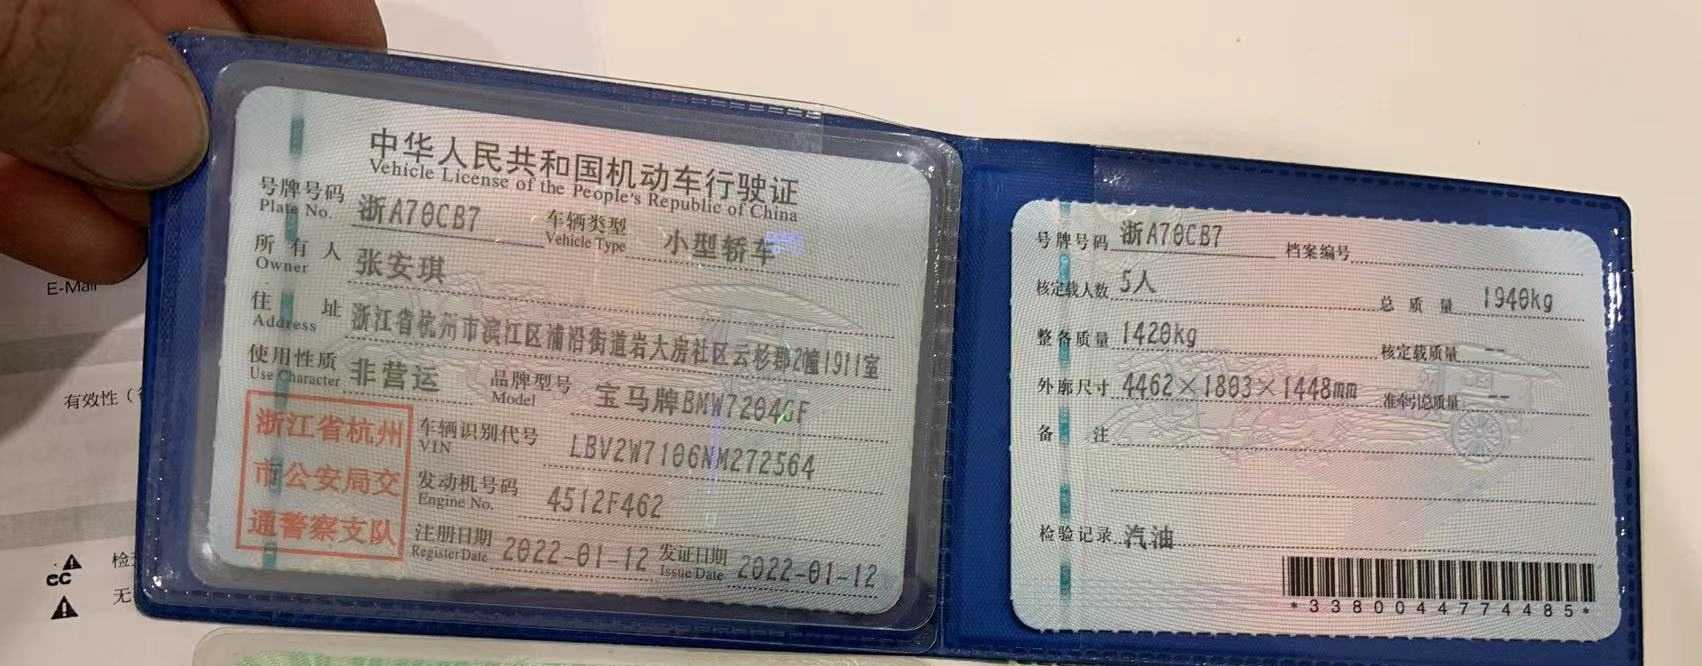 中华人民共和国机动车行驶证
Vehicle License of the People's Republic of China
号牌号码 浙A70CB7 车辆类型 小型轿车
Plate No. Vehicle Type
所有人 张安琪
Owner
住址 浙江省杭州市滨江区浦沿街道岩大房社区云杉郡2幢1911室
Address
使用性质 非营运 品牌型号 宝马牌BMW7204GF
Use Character Model
浙江省杭州
市公安局交
通警察支队
车辆识别代号 LBV2W7106NM272564
VIN
发动机号码 4512F462
Engine No.
注册日期 2022-01-12 发证日期 2022-01-12
Register Date Issue Date
号牌号码 浙A70CB7 档案编号
核定载人数 5人 总质量 1940kg
整备质量 1420kg 核定载质量 --
外廓尺寸 4462×1803×1448mm 准牵引总质量 --
备注
检验记录 汽油
*3380044774485*
E-Mail
有效性（
检
无